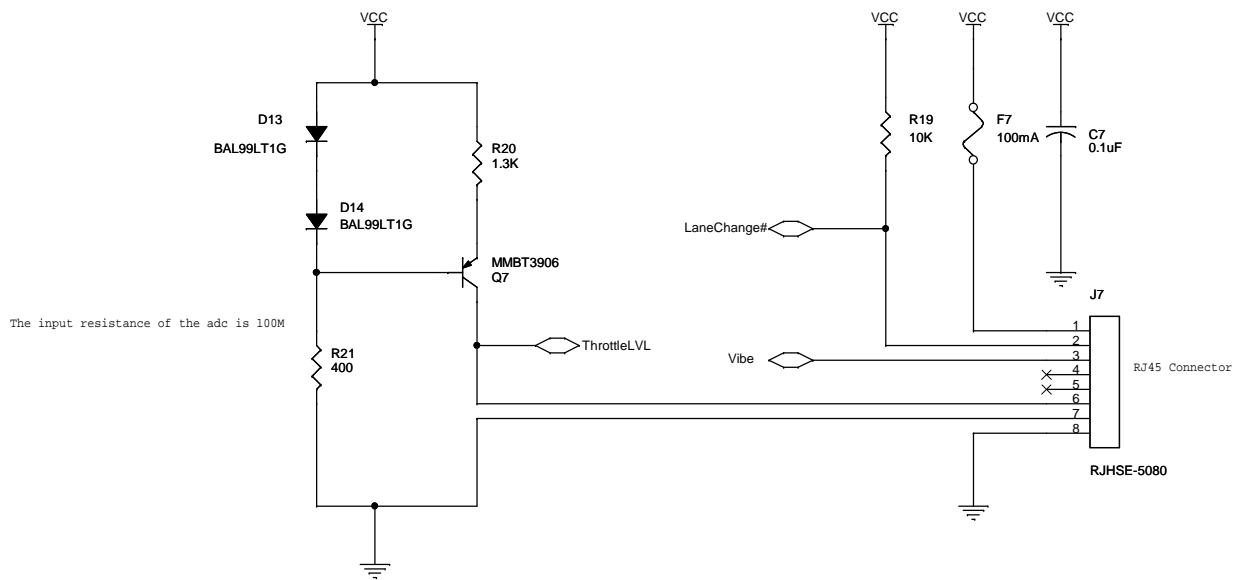 VCC
VCC
VCC
VCC
D13
BAL99LT1G
R20
1.3K
R19
10K
F7
100mA
C7
0.1uF
D14
BAL99LT1G
LaneChange#
MMBT3906
Q7
J7
The input resistance of the adc is 100M
ThrottleLVL
R21
400
Vibe
1
2
3
4
5
6
7
8
RJ45 Connector
RJHSE-5080